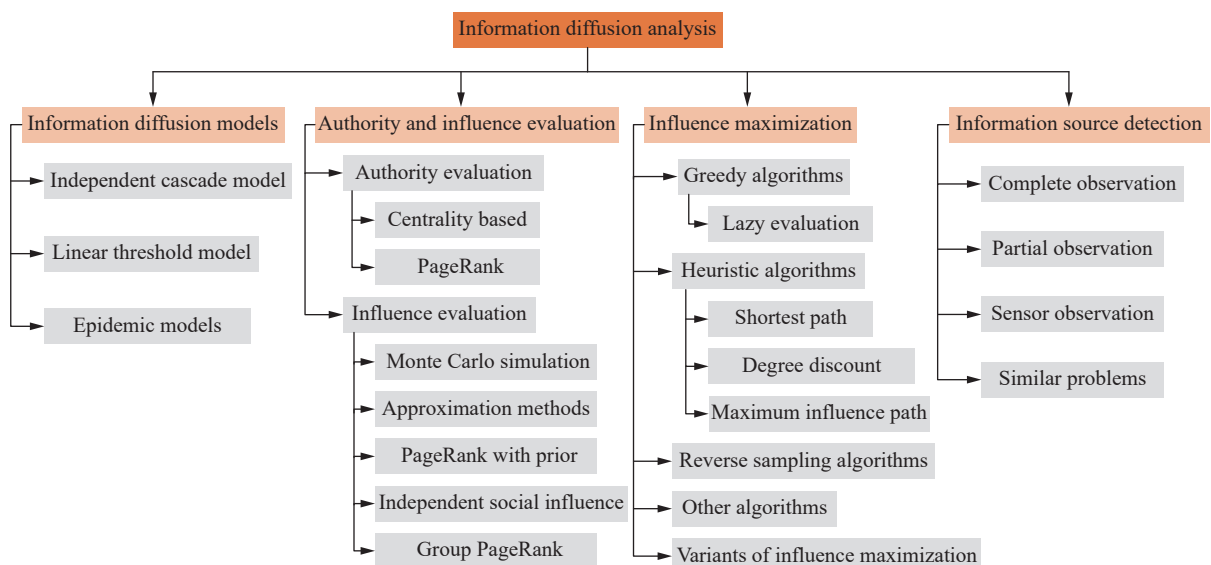 Information diffusion analysis
Information diffusion models
Independent cascade model
Linear threshold model
Epidemic models
Authority and influence evaluation
Authority evaluation
Centrality based
PageRank
Influence evaluation
Monte Carlo simulation
Approximation methods
PageRank with prior
Independent social influence
Group PageRank
Influence maximization
Greedy algorithms
Lazy evaluation
Heuristic algorithms
Shortest path
Degree discount
Maximum influence path
Reverse sampling algorithms
Other algorithms
Variants of influence maximization
Information source detection
Complete observation
Partial observation
Sensor observation
Similar problems